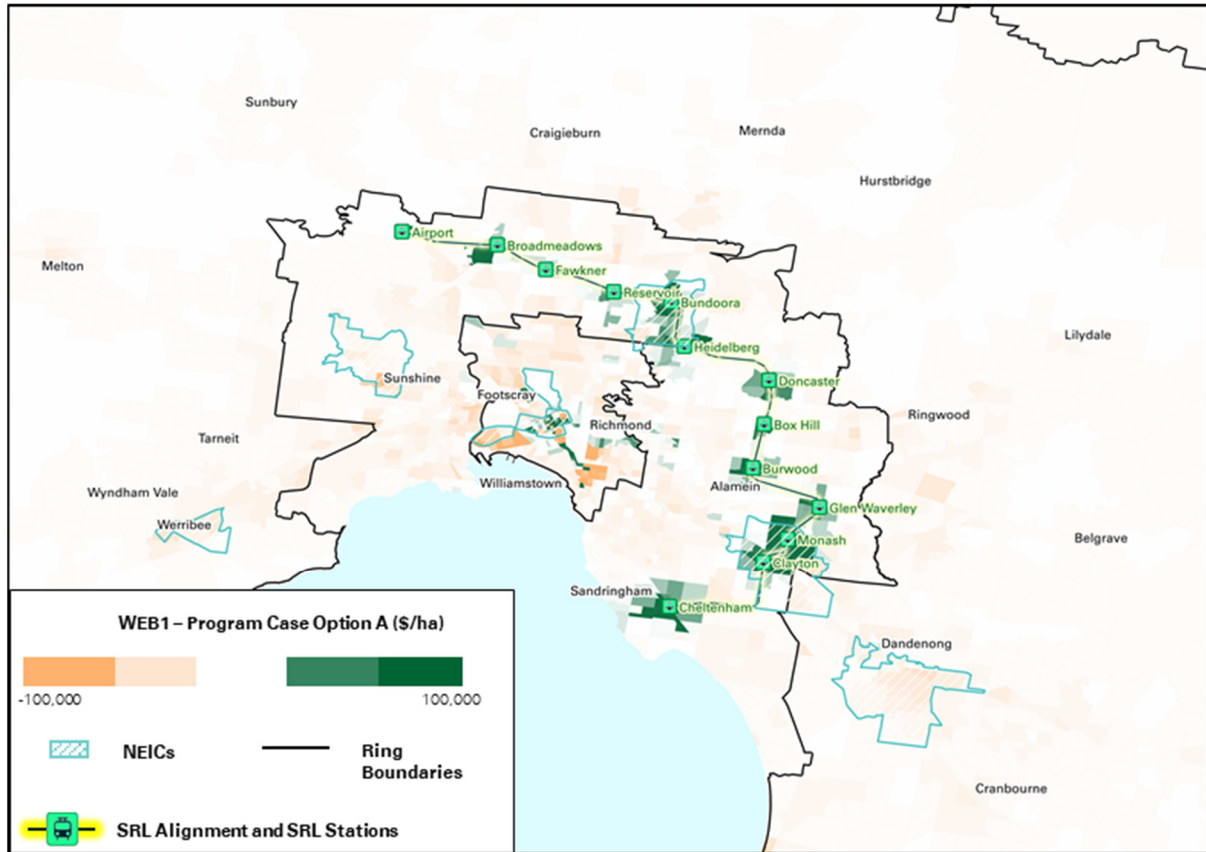 Sunbury
Craigieburn
Mernda
Hurstbridge
Airport
Broadmeadows
Melton
Fawkner
Reservoir
Bundoora
Lilydale
Heidelberg
Sunshine
Doncaster
Footscray
Ringwood
Richmond
Box Hill
Tarneit
Burwood
Williamstown
Alamein
Wyndham Vale
Glen Waverley
Werribee
Monash
Belgrave
Clayton
Sandringham
Cheltenham
Dandenong
Cranbourne
WEB1 – Program Case Option A ($/ha)
-100,000
100,000
NEICs
Ring
Boundaries
SRL Alignment and SRL Stations